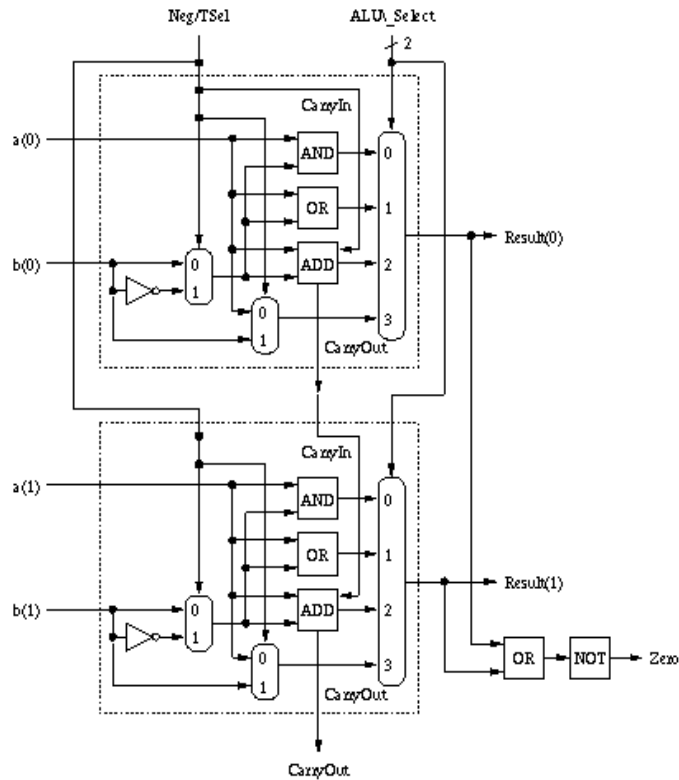 Neg/TSel
ALU\_Select
2
CarryIn
a(0)
AND
0
OR
1
Result(0)
b(0)
0
ADD
2
1
0
3
1
CarryOut
CarryIn
a(1)
AND
0
OR
1
Result(1)
b(1)
0
ADD
2
1
OR
NOT
Zero
0
3
1
CarryOut
CarryOut